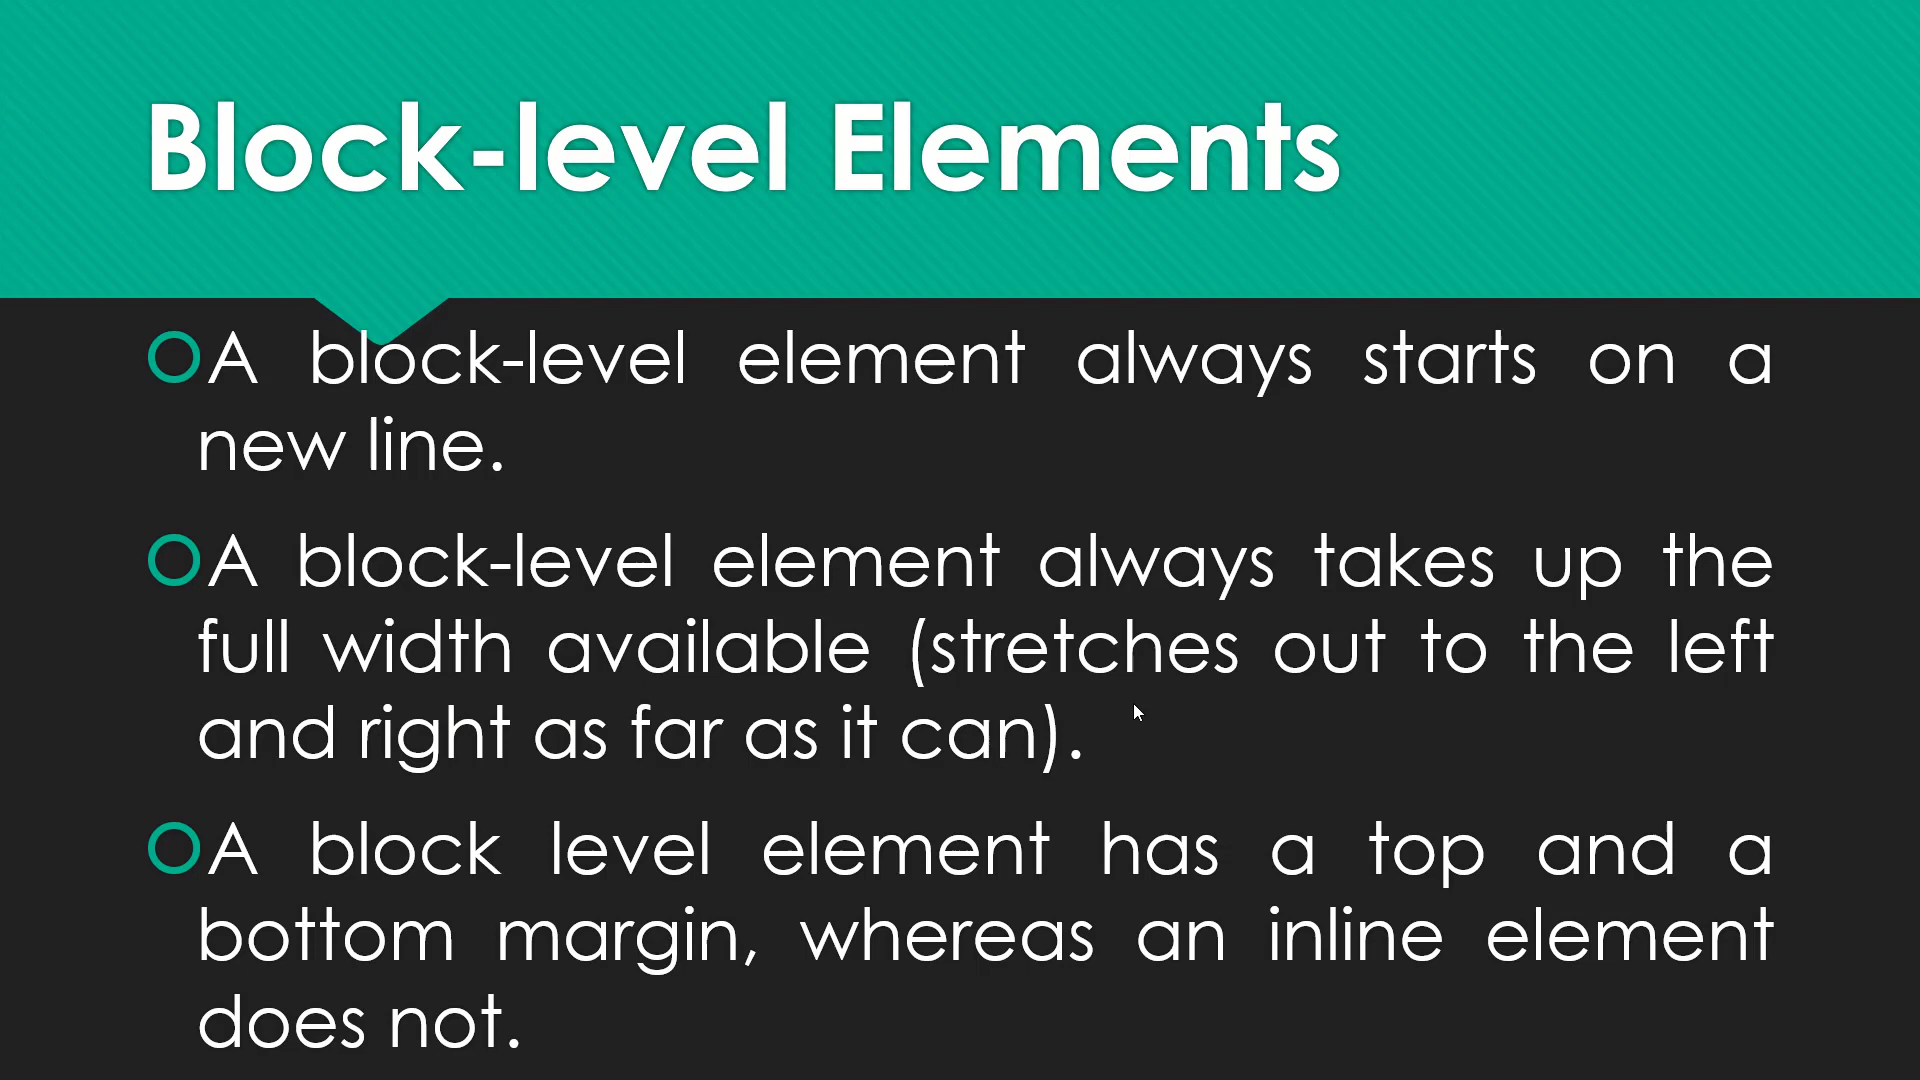 Block-level Elements
A block-level element always starts on a
new line.
A block-level element always takes up the
full width available (stretches out to the left
and right as far as it can).
A block level element has a top and a
bottom margin, whereas an inline element
does not.